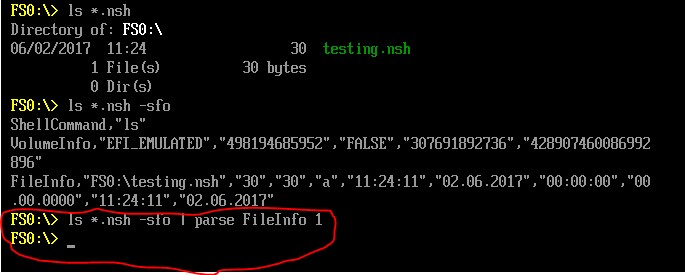 FS0:\> ls *.nsh
Directory of: FS0:\
06/02/2017 11:24 30 testing.nsh
1 File(s) 30 bytes
0 Dir(s)
FS0:\> ls *.nsh -sfo
ShellCommand,"ls"
VolumeInfo,"EFI_EMULATED","498194685952","FALSE","307691892736","428907460086992
896"
FileInfo,"FS0:\testing.nsh","30","30","a","11:24:11","02.06.2017","00:00:00","00
.00.0000","11:24:11","02.06.2017"
FS0:\> ls *.nsh -sfo | parse FileInfo 1
FS0:\> _